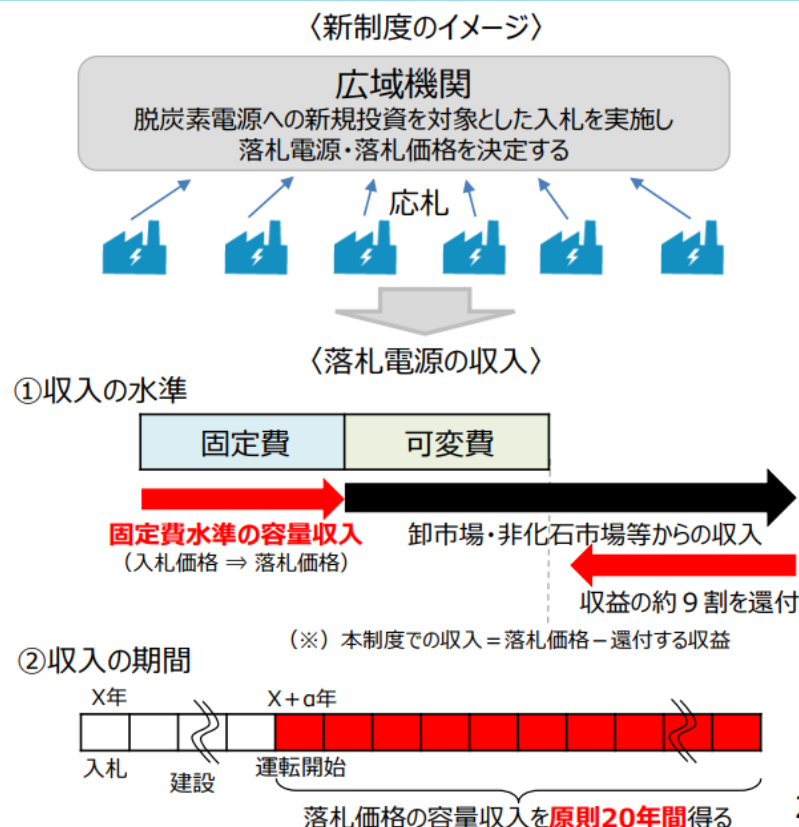 〈新制度のイメージ〉
広域機関
脱炭素電源への新規投資を対象とした入札を実施し
落札電源・落札価格を決定する
応札
〈落札電源の収入〉
①収入の水準
固定費
可変費
固定費水準の容量収入
（入札価格 ⇒ 落札価格）
卸市場・非化石市場等からの収入
収益の約９割を還付
（※）本制度での収入＝落札価格－還付する収益
②収入の期間
X年
X＋α年
入札
建設
運転開始
落札価格の容量収入を原則20年間得る